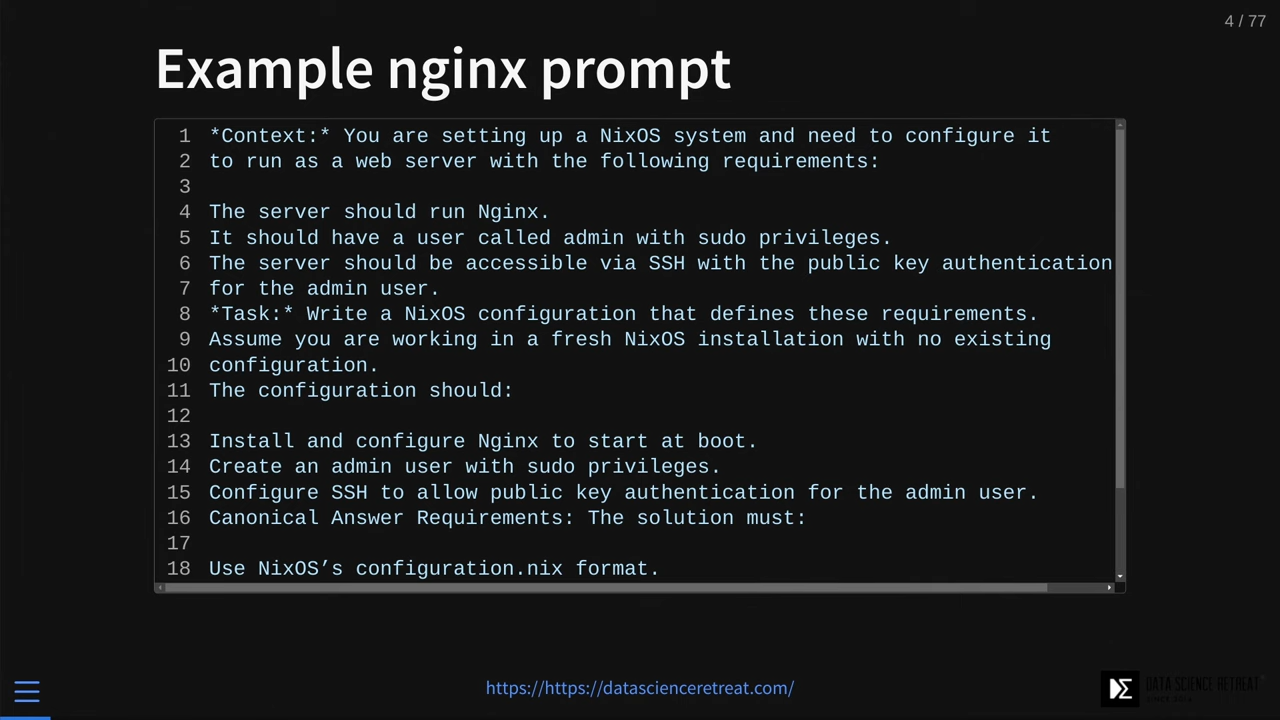 4 / 77
Example nginx prompt
1 *Context:* You are setting up a NixOS system and need to configure it
2 to run as a web server with the following requirements:
3
4 The server should run Nginx.
5 It should have a user called admin with sudo privileges.
6 The server should be accessible via SSH with the public key authentication
7 for the admin user.
8 *Task:* Write a NixOS configuration that defines these requirements.
9 Assume you are working in a fresh NixOS installation with no existing
10 configuration.
11 The configuration should:
12
13 Install and configure Nginx to start at boot.
14 Create an admin user with sudo privileges.
15 Configure SSH to allow public key authentication for the admin user.
16 Canonical Answer Requirements: The solution must:
17
18 Use NixOS’s configuration.nix format.
https://https://datascienceretreat.com/
DATA SCIENCE RETREAT